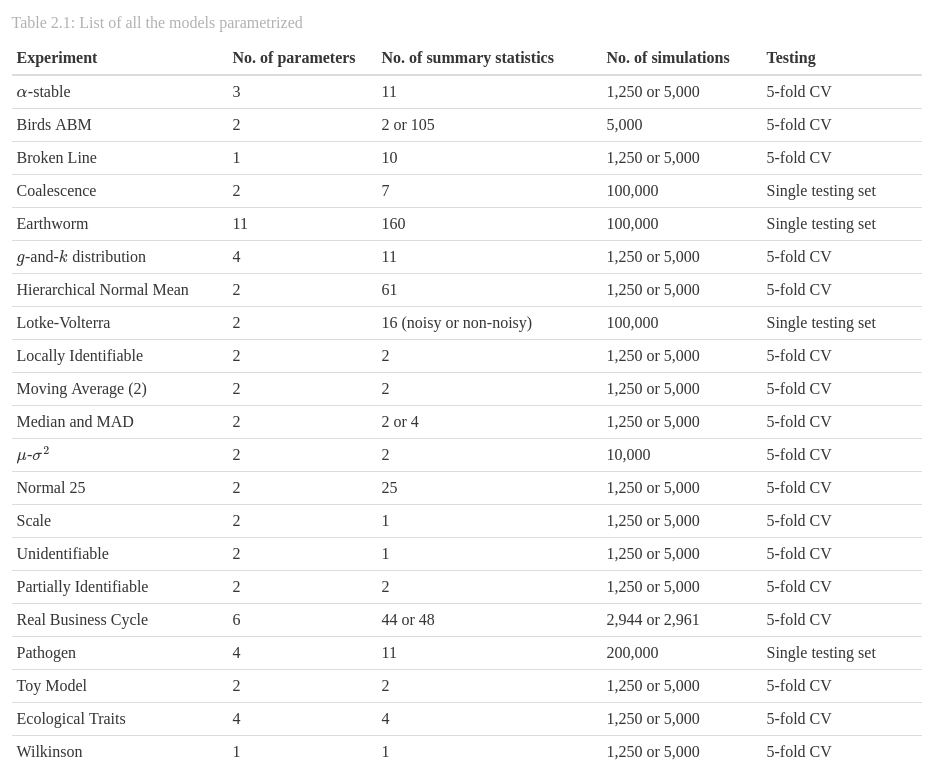 Table 2.1: List of all the models parametrized
Experiment No. of parameters No. of summary statistics No. of simulations Testing
α-stable 3 11 1,250 or 5,000 5-fold CV
Birds ABM 2 2 or 105 5,000 5-fold CV
Broken Line 1 10 1,250 or 5,000 5-fold CV
Coalescence 2 7 100,000 Single testing set
Earthworm 11 160 100,000 Single testing set
g-and-k distribution 4 11 1,250 or 5,000 5-fold CV
Hierarchical Normal Mean 2 61 1,250 or 5,000 5-fold CV
Lotke-Volterra 2 16 (noisy or non-noisy) 100,000 Single testing set
Locally Identifiable 2 2 1,250 or 5,000 5-fold CV
Moving Average (2) 2 2 1,250 or 5,000 5-fold CV
Median and MAD 2 2 or 4 1,250 or 5,000 5-fold CV
μ-σ² 2 2 10,000 5-fold CV
Normal 25 2 25 1,250 or 5,000 5-fold CV
Scale 2 1 1,250 or 5,000 5-fold CV
Unidentifiable 2 1 1,250 or 5,000 5-fold CV
Partially Identifiable 2 2 1,250 or 5,000 5-fold CV
Real Business Cycle 6 44 or 48 2,944 or 2,961 5-fold CV
Pathogen 4 11 200,000 Single testing set
Toy Model 2 2 1,250 or 5,000 5-fold CV
Ecological Traits 4 4 1,250 or 5,000 5-fold CV
Wilkinson 1 1 1,250 or 5,000 5-fold CV